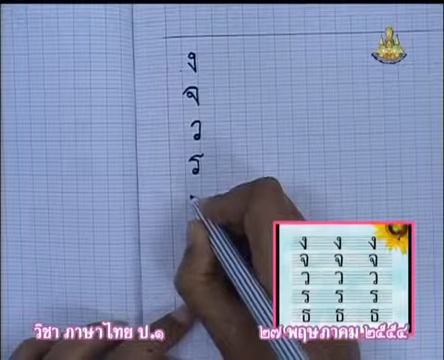 ง
จ
ว
ร
ง ง ง
จ จ จ
ว ว ว
ร ร ร
ธ ธ ธ
วิชา ภาษาไทย ป.๑
๒๗ พฤษภาคม ๒๕๕๔